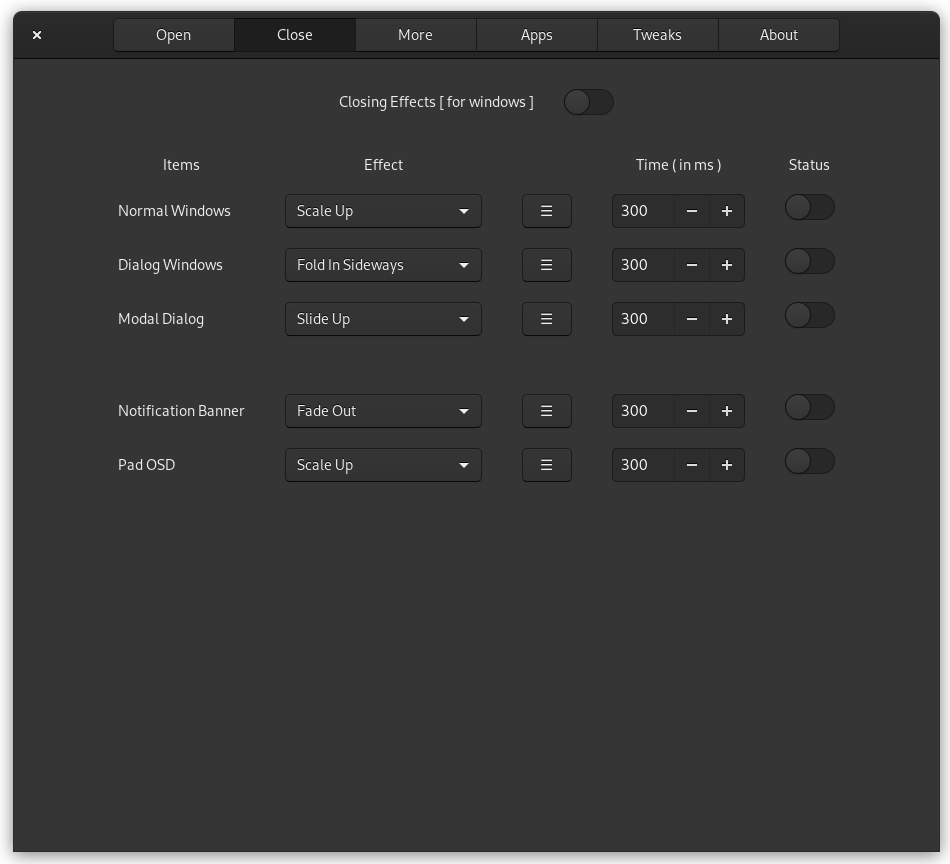 Open Close More Apps Tweaks About
Closing Effects [ for windows ]
Items Effect Time ( in ms ) Status
Normal Windows Scale Up 300
Dialog Windows Fold In Sideways 300
Modal Dialog Slide Up 300
Notification Banner Fade Out 300
Pad OSD Scale Up 300